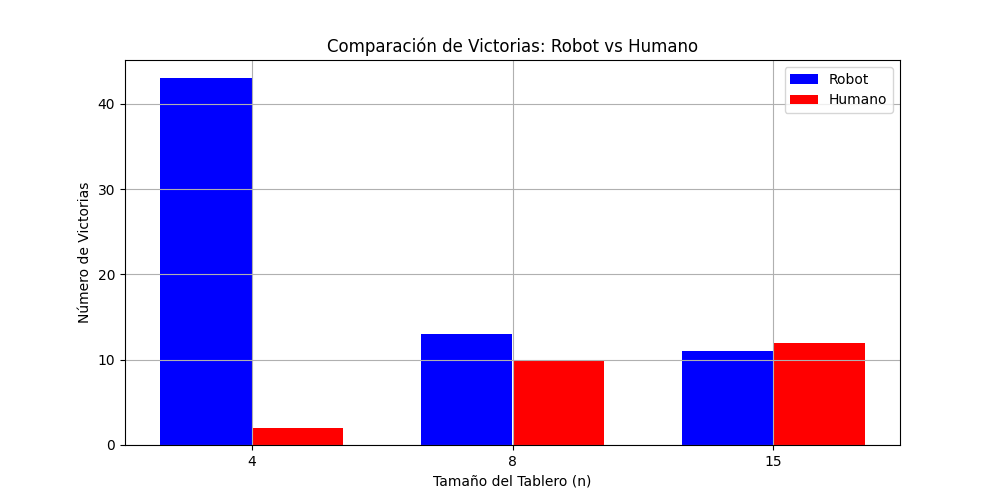 Comparación de Victorias: Robot vs Humano
Robot
Humano
Número de Victorias
40
30
20
10
0
4
8
15
Tamaño del Tablero (n)